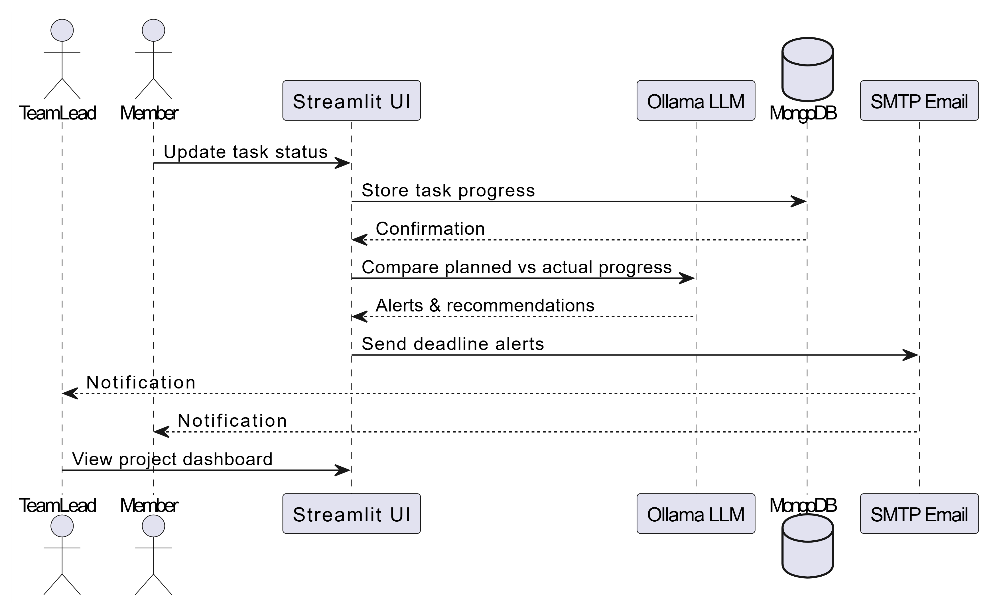 TeamLead
Member
Streamlit UI
Ollama LLM
MongoDB
SMTP Email
Update task status
Store task progress
Confirmation
Compare planned vs actual progress
Alerts & recommendations
Send deadline alerts
Notification
Notification
View project dashboard
TeamLead
Member
Streamlit UI
Ollama LLM
MongoDB
SMTP Email